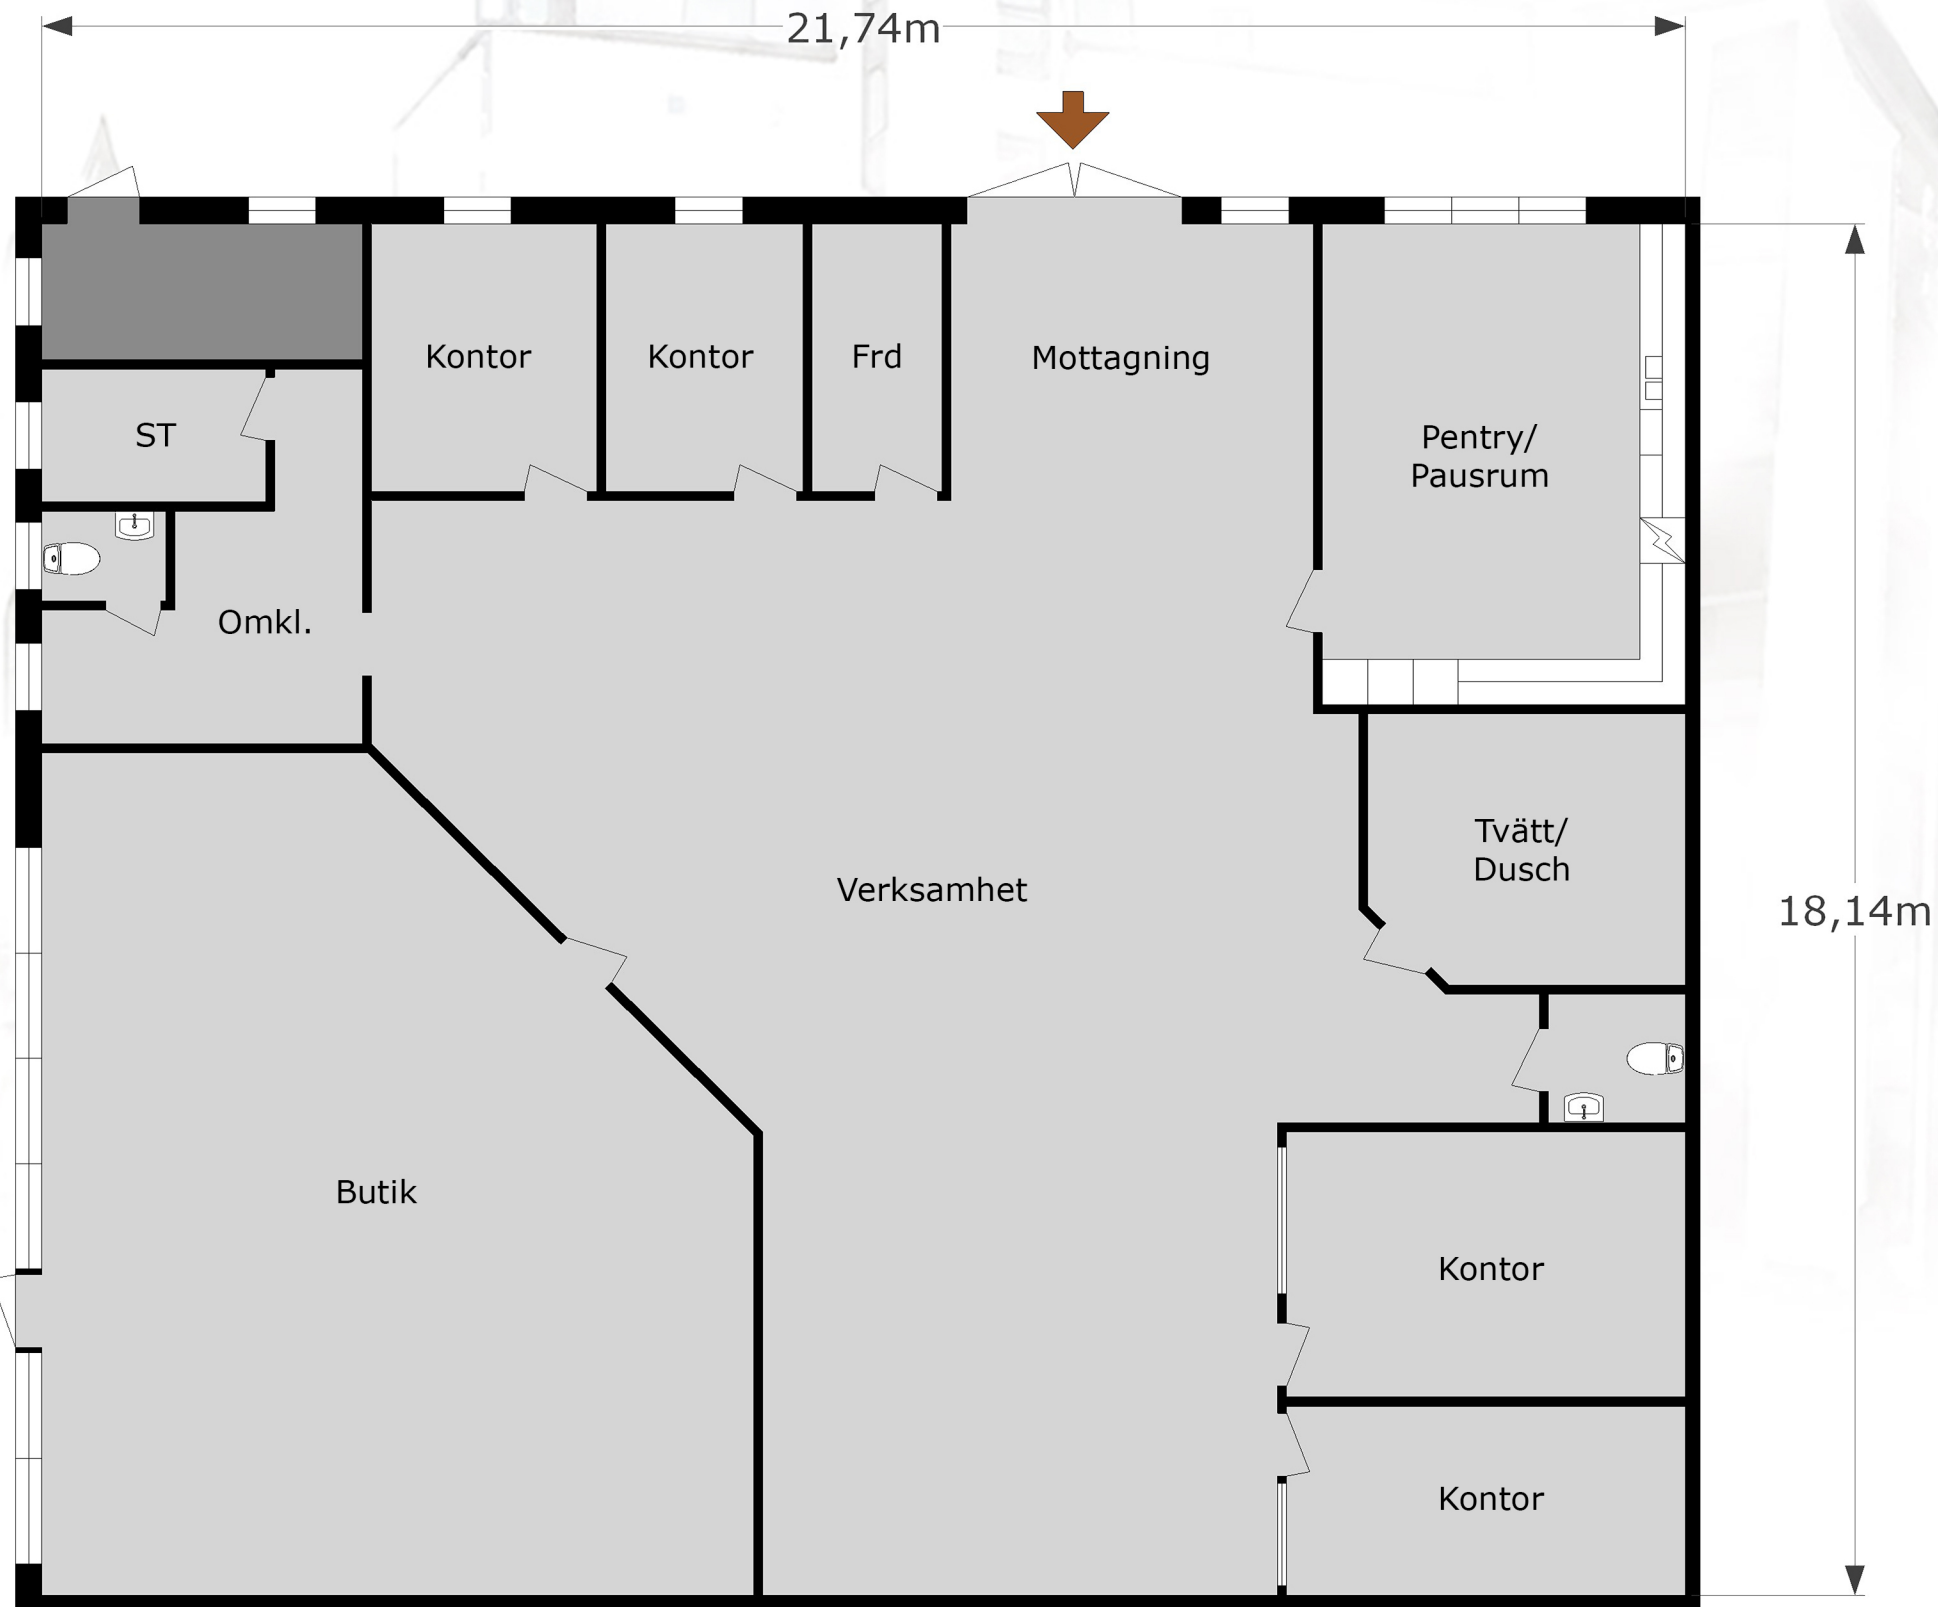 21,74m
Kontor
Kontor
Frd
Mottagning
ST
Pentry/
Pausrum
Omkl.
Tvätt/
Dusch
Verksamhet
18,14m
Butik
Kontor
Kontor